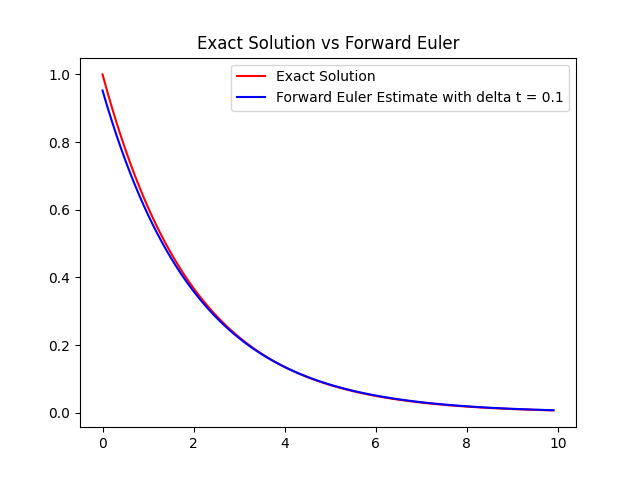 Exact Solution vs Forward Euler
Exact Solution
Forward Euler Estimate with delta t = 0.1
1.0
0.8
0.6
0.4
0.2
0.0
0 2 4 6 8 10